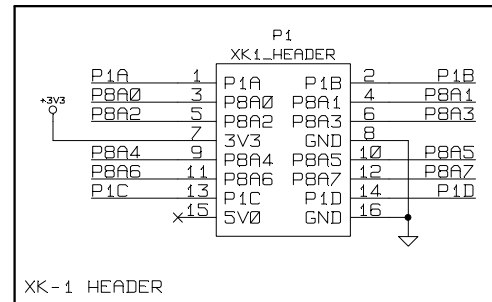 P1
XK1_HEADER
P1A 1 P1A P1B 2 P1B
+3V3
P8A0 3 P8A0 P8A1 4 P8A1
P8A2 5 P8A2 P8A3 6 P8A3
7 3V3 GND 8
P8A4 9 P8A4 P8A5 10 P8A5
P8A6 11 P8A6 P8A7 12 P8A7
P1C 13 P1C P1D 14 P1D
15 5V0 GND 16
XK-1 HEADER